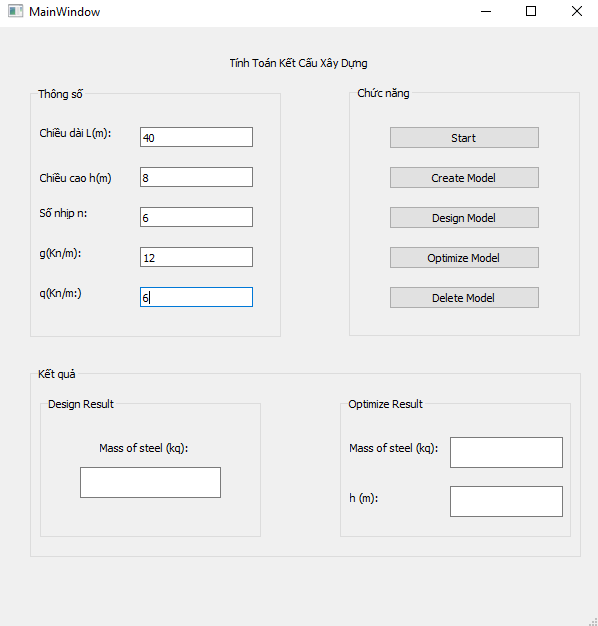 MainWindow
Tính Toán Kết Cấu Xây Dựng
Thông số
Chiều dài L(m):
40
Chiều cao h(m)
8
Số nhịp n:
6
g(Kn/m):
12
q(Kn/m:)
6
Chức năng
Start
Create Model
Design Model
Optimize Model
Delete Model
Kết quả
Design Result
Mass of steel (kq):
Optimize Result
Mass of steel (kq):
h (m):